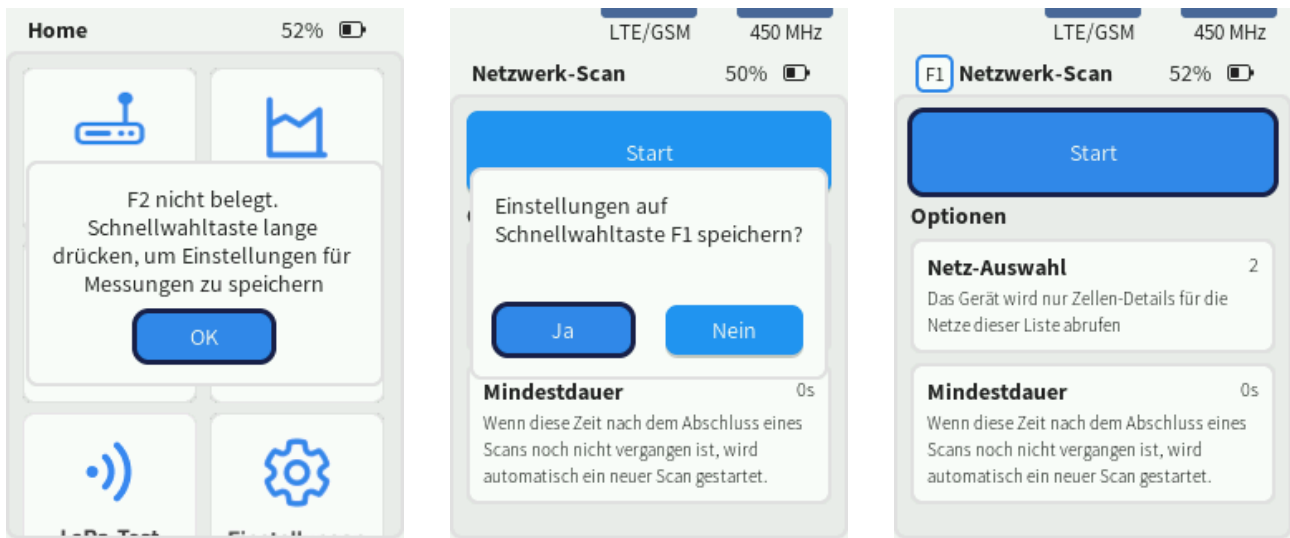 Home 52%
F2 nicht belegt.
Schnellwahltaste lange
drücken, um Einstellungen für
Messungen zu speichern
OK
LTE/GSM 450 MHz
Netzwerk-Scan 50%
Start
Einstellungen auf
Schnellwahltaste F1 speichern?
Ja Nein
Mindestdauer 0s
Wenn diese Zeit nach dem Abschluss eines
Scans noch nicht vergangen ist, wird
automatisch ein neuer Scan gestartet.
LTE/GSM 450 MHz
F1 Netzwerk-Scan 52%
Start
Optionen
Netz-Auswahl 2
Das Gerät wird nur Zellen-Details für die
Netze dieser Liste abrufen
Mindestdauer 0s
Wenn diese Zeit nach dem Abschluss eines
Scans noch nicht vergangen ist, wird
automatisch ein neuer Scan gestartet.